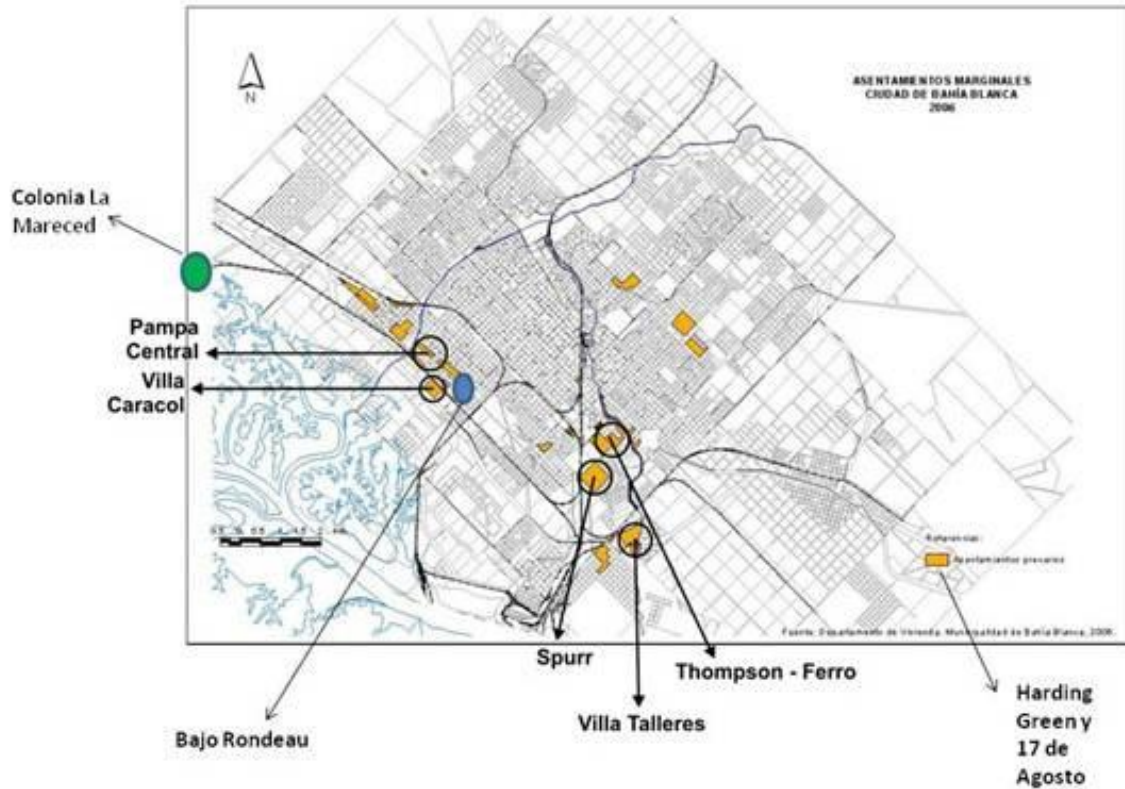 ASENTAMIENTOS MARGINALES
CIUDAD DE BAHÍA BLANCA
2006
N
Colonia La
Mareced
Pampa
Central
Villa
Caracol
Referencias:
Asentamientos precarios
Fuente: Departamento de Vivienda. Municipalidad de Bahía Blanca, 2006.
Spurr
Thompson - Ferro
Villa Talleres
Bajo Rondeau
Harding
Green y
17 de
Agosto